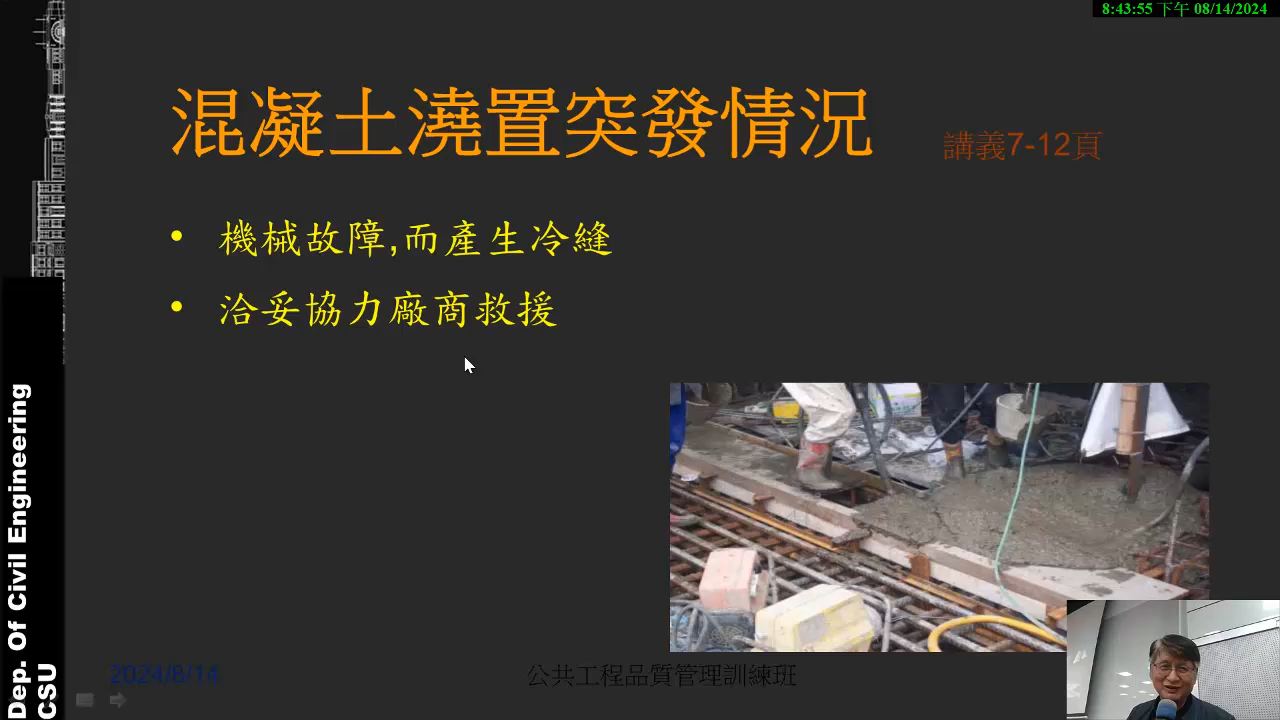 8:43:55 下午 08/14/2024
混凝土澆置突發情況
講義7-12頁
• 機械故障,而產生冷縫
• 洽妥協力廠商救援
Dep. Of Civil Engineering
CSU
2024/8/14
公共工程品質管理訓練班